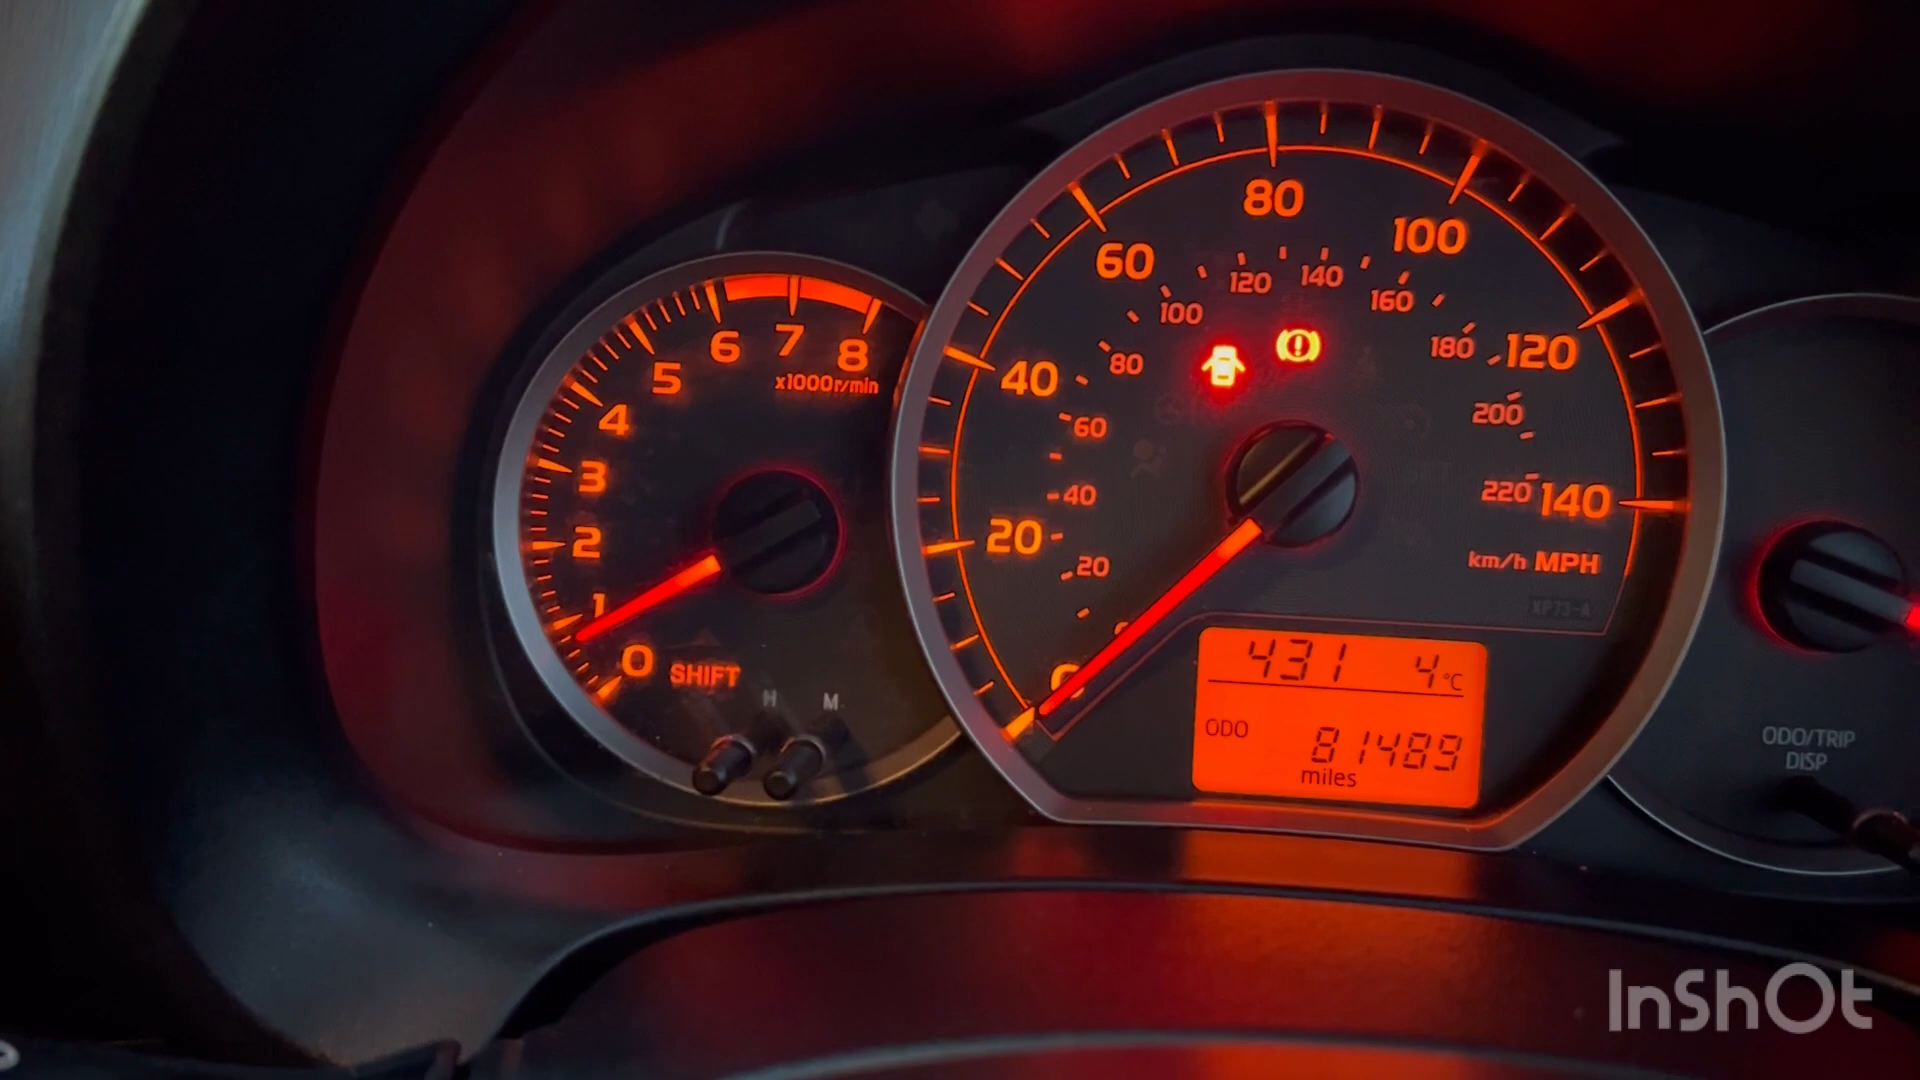 0 1 2 3 4 5 6 7 8
x1000r/min
SHIFT
H M
20 40 60 80 100 120 140
20 40 60 80 100 120 140 160 180 200 220
km/h MPH
XP73-A
431 4°C
ODO 81489
miles
ODO/TRIP
DISP
InShOt